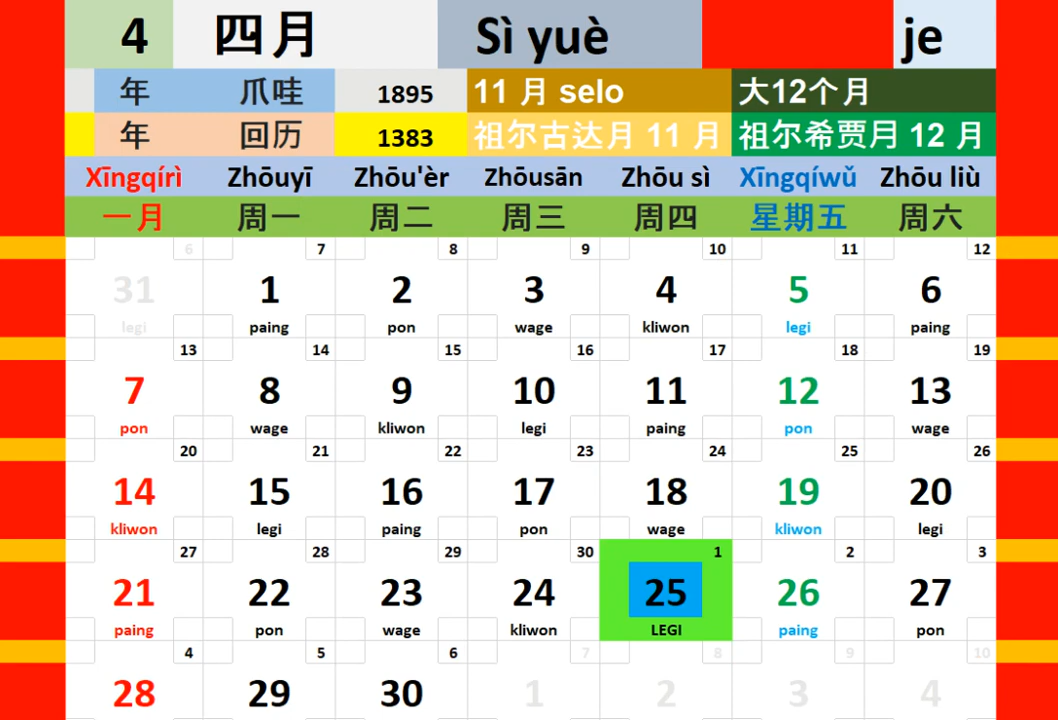 4 四月 Sì yuè je
年 爪哇 1895 11 月 selo 大12个月
年 回历 1383 祖尔古达月 11 月 祖尔希贾月 12 月
Xīngqírì Zhōuyī Zhōu'èr Zhōusān Zhōu sì Xīngqíwǔ Zhōu liù
一月 周一 周二 周三 周四 星期五 周六
6 7 8 9 10 11 12
31 1 2 3 4 5 6
legi paing pon wage kliwon legi paing
13 14 15 16 17 18 19
7 8 9 10 11 12 13
pon wage kliwon legi paing pon wage
20 21 22 23 24 25 26
14 15 16 17 18 19 20
kliwon legi paing pon wage kliwon legi
27 28 29 30 1 2 3
21 22 23 24 25 26 27
paing pon wage kliwon LEGI paing pon
4 5 6 7 8 9 10
28 29 30 1 2 3 4